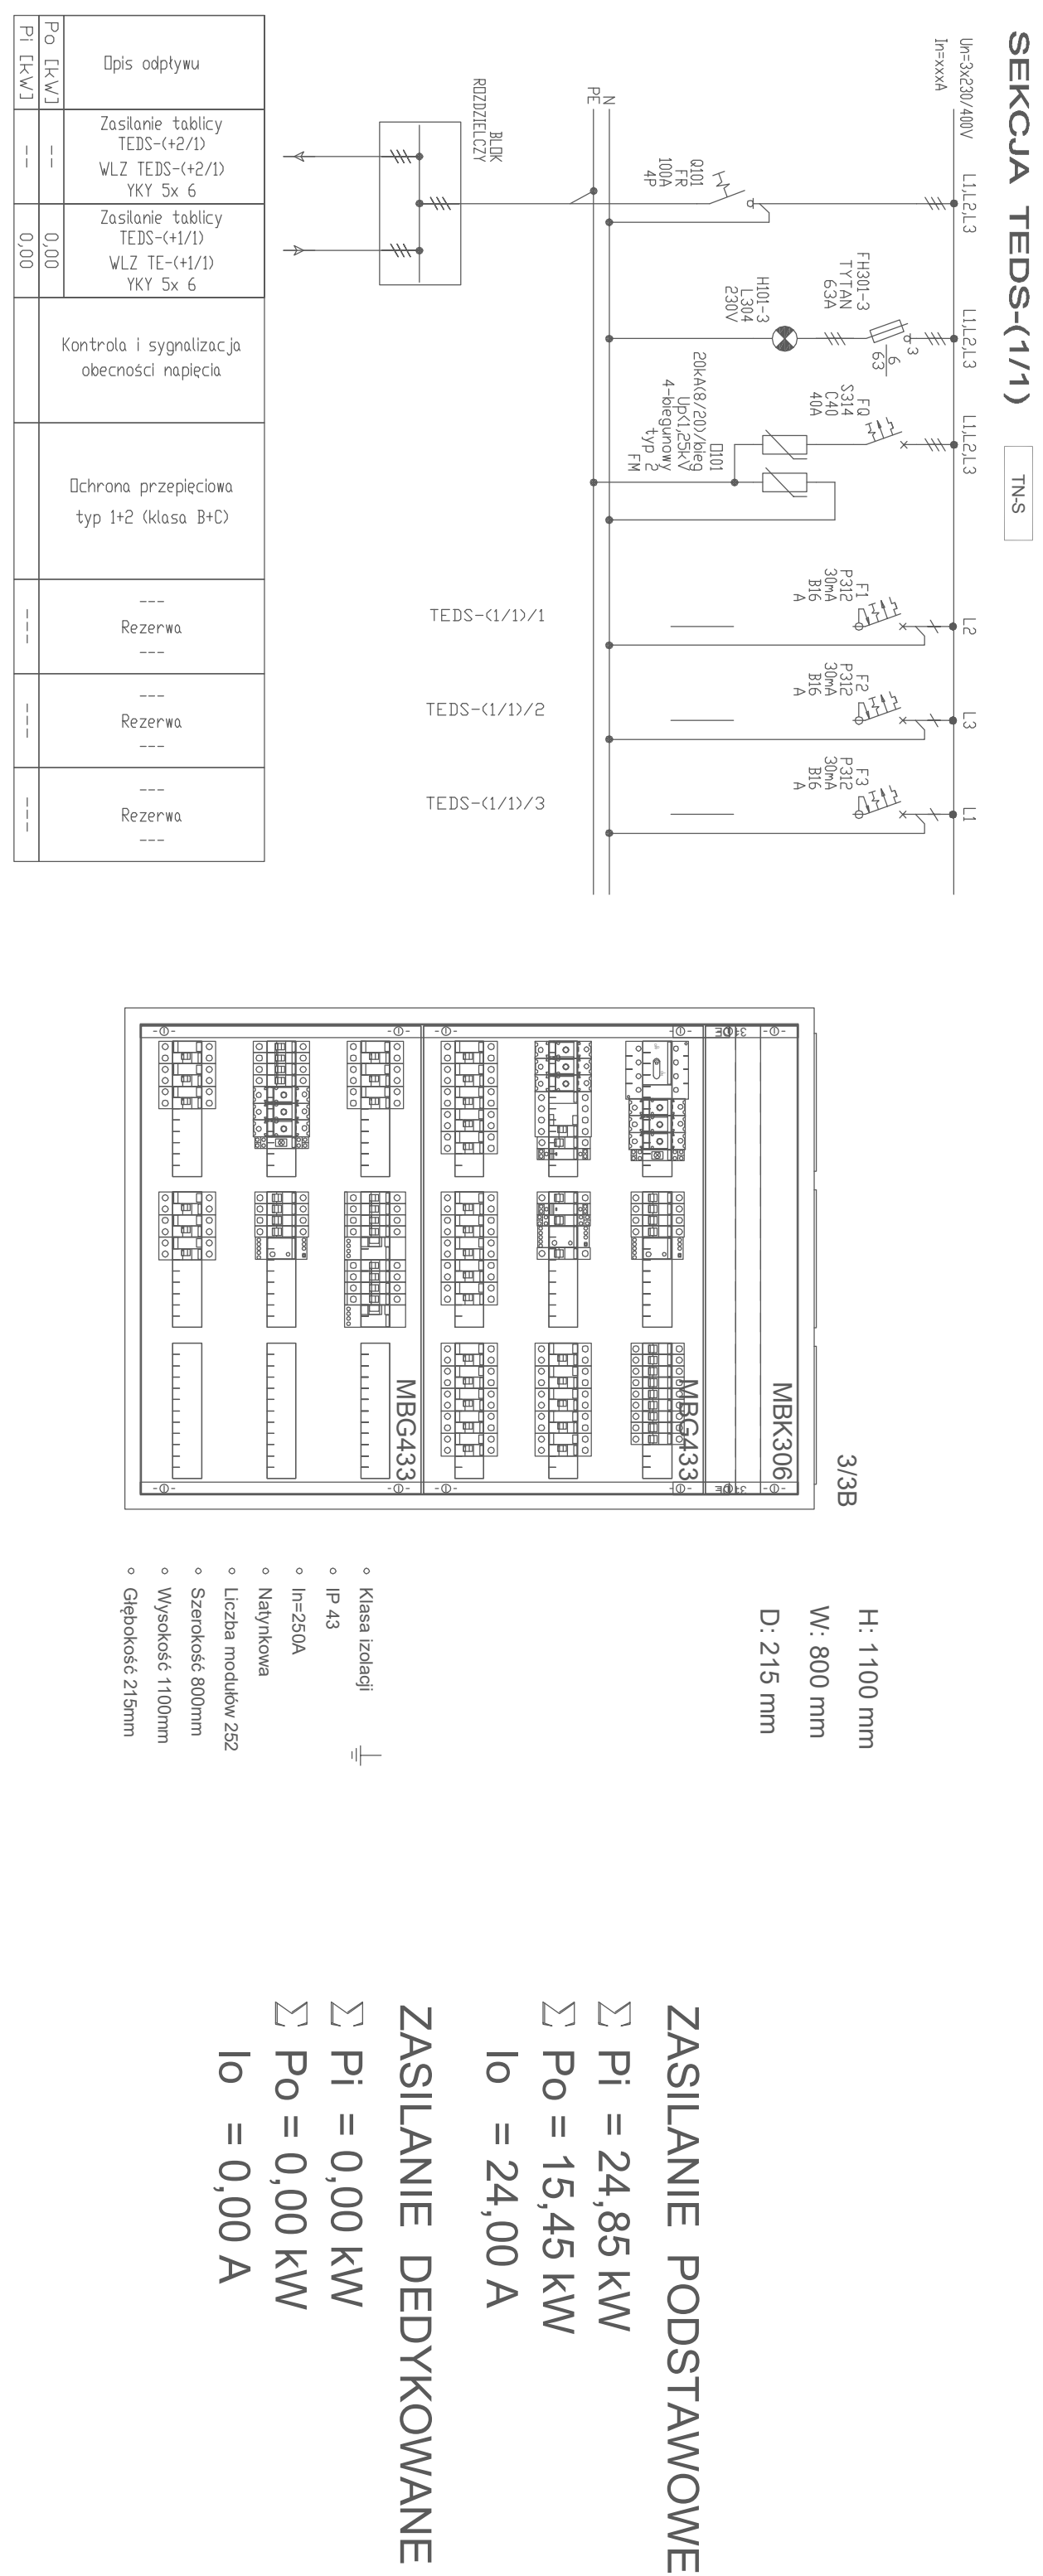 SEKCJA TEDS-(1/1)
TN-S
Un=3x230/400V
In=xxxA
L1,L2,L3
L1,L2,L3
L1,L2,L3
L2
L3
L1
Q101
FR
100A
4P
FH301-3
TYTAN
63A
3
6
63
H101-3
L304
230V
FQ
S314
C40
40A
O101
20kA(8/20)/bieg
Up<1,25kV
4-biegunowy
typ 2
FM
F1
P312
30mA
B16
A
F2
P312
30mA
B16
A
F3
P312
30mA
B16
A
N
PE
BLOK
ROZDZIELCZY
TEDS-(1/1)/1
TEDS-(1/1)/2
TEDS-(1/1)/3
Opis odpływu
Po [kW]
Pi [kW]
Zasilanie tablicy
TEDS-(+2/1)
WLZ TEDS-(+2/1)
YKY 5x 6
--
--
Zasilanie tablicy
TEDS-(+1/1)
WLZ TE-(+1/1)
YKY 5x 6
0,00
0,00
Kontrola i sygnalizacja
obecności napięcia
Ochrona przepięciowa
typ 1+2 (klasa B+C)
---
Rezerwa
---
---
---
Rezerwa
---
---
---
Rezerwa
---
---
3/3B
MBK306
MBG433
MBG433
H: 1100 mm
W: 800 mm
D: 215 mm
◦ Klasa izolacji
◦ IP 43
◦ In=250A
◦ Natynkowa
◦ Liczba modułów 252
◦ Szerokość 800mm
◦ Wysokość 1100mm
◦ Głębokość 215mm
ZASILANIE PODSTAWOWE
∑ Pi = 24,85 kW
∑ Po = 15,45 kW
Io = 24,00 A
ZASILANIE DEDYKOWANE
∑ Pi = 0,00 kW
∑ Po = 0,00 kW
Io = 0,00 A